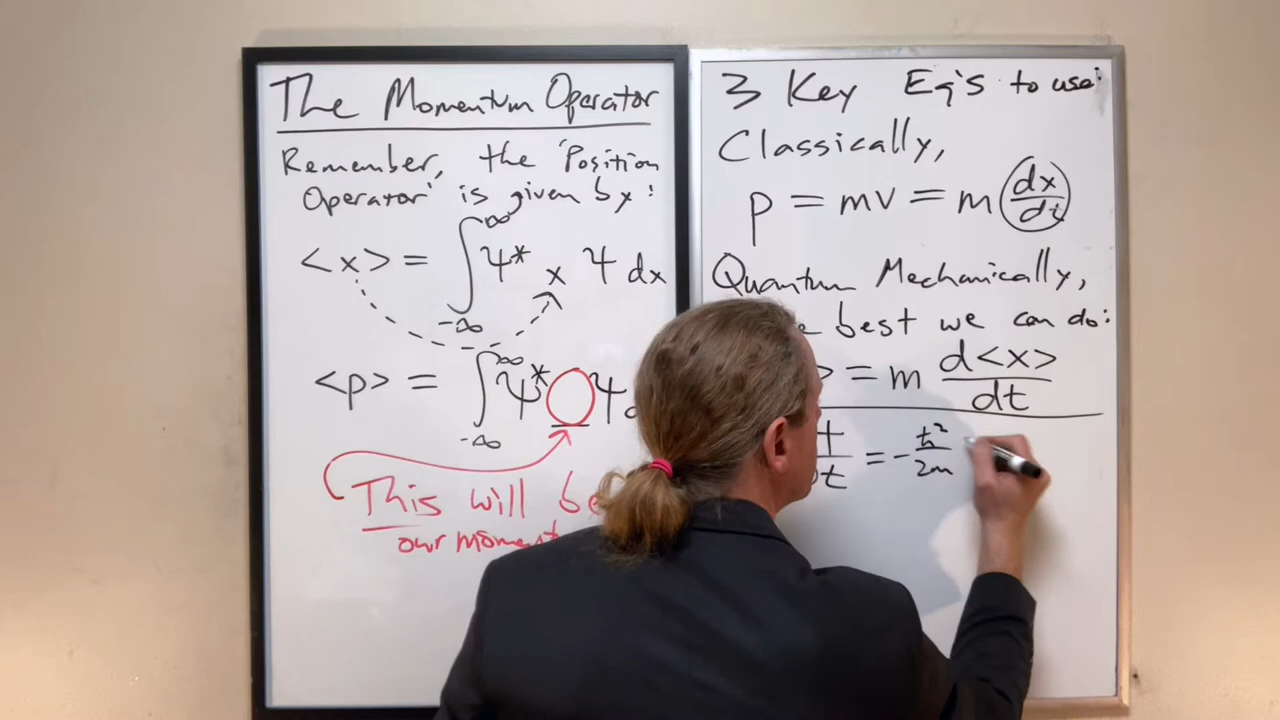 The Momentum Operator
Remember, the 'Position
Operator' is given by:
<x> = ∫_{-∞}^{∞} Ψ* x Ψ dx
<p> = ∫_{-∞}^{∞} Ψ* Ψ
This will be
our
3 Key Eq's to use:
Classically,
p = mv = m dx/dt
Quantum Mechanically,
best we can do:
> = m d<x>/dt
= - ħ²/2m